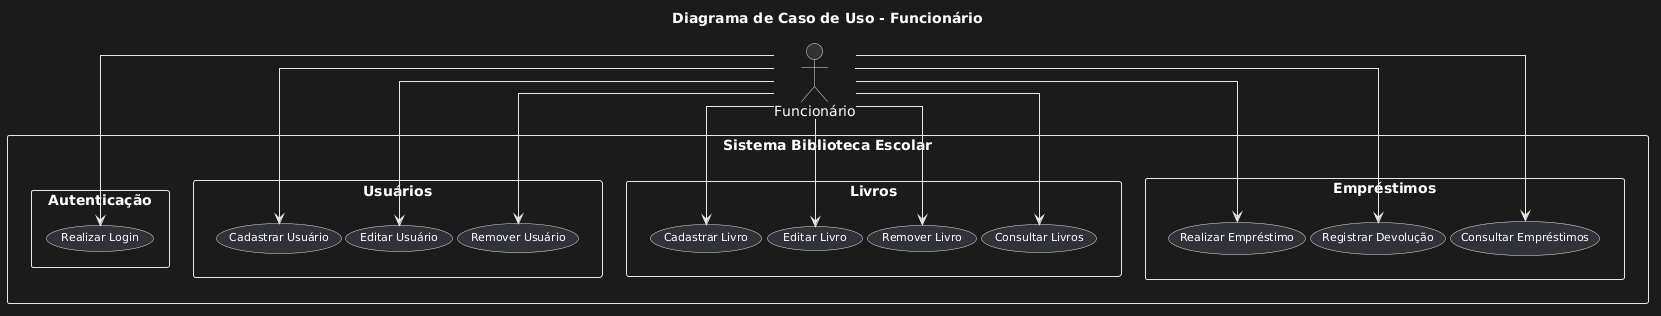 Diagrama de Caso de Uso - Funcionário
Funcionário
Sistema Biblioteca Escolar
Autenticação
Realizar Login
Usuários
Cadastrar Usuário
Editar Usuário
Remover Usuário
Livros
Cadastrar Livro
Editar Livro
Remover Livro
Consultar Livros
Empréstimos
Realizar Empréstimo
Registrar Devolução
Consultar Empréstimos